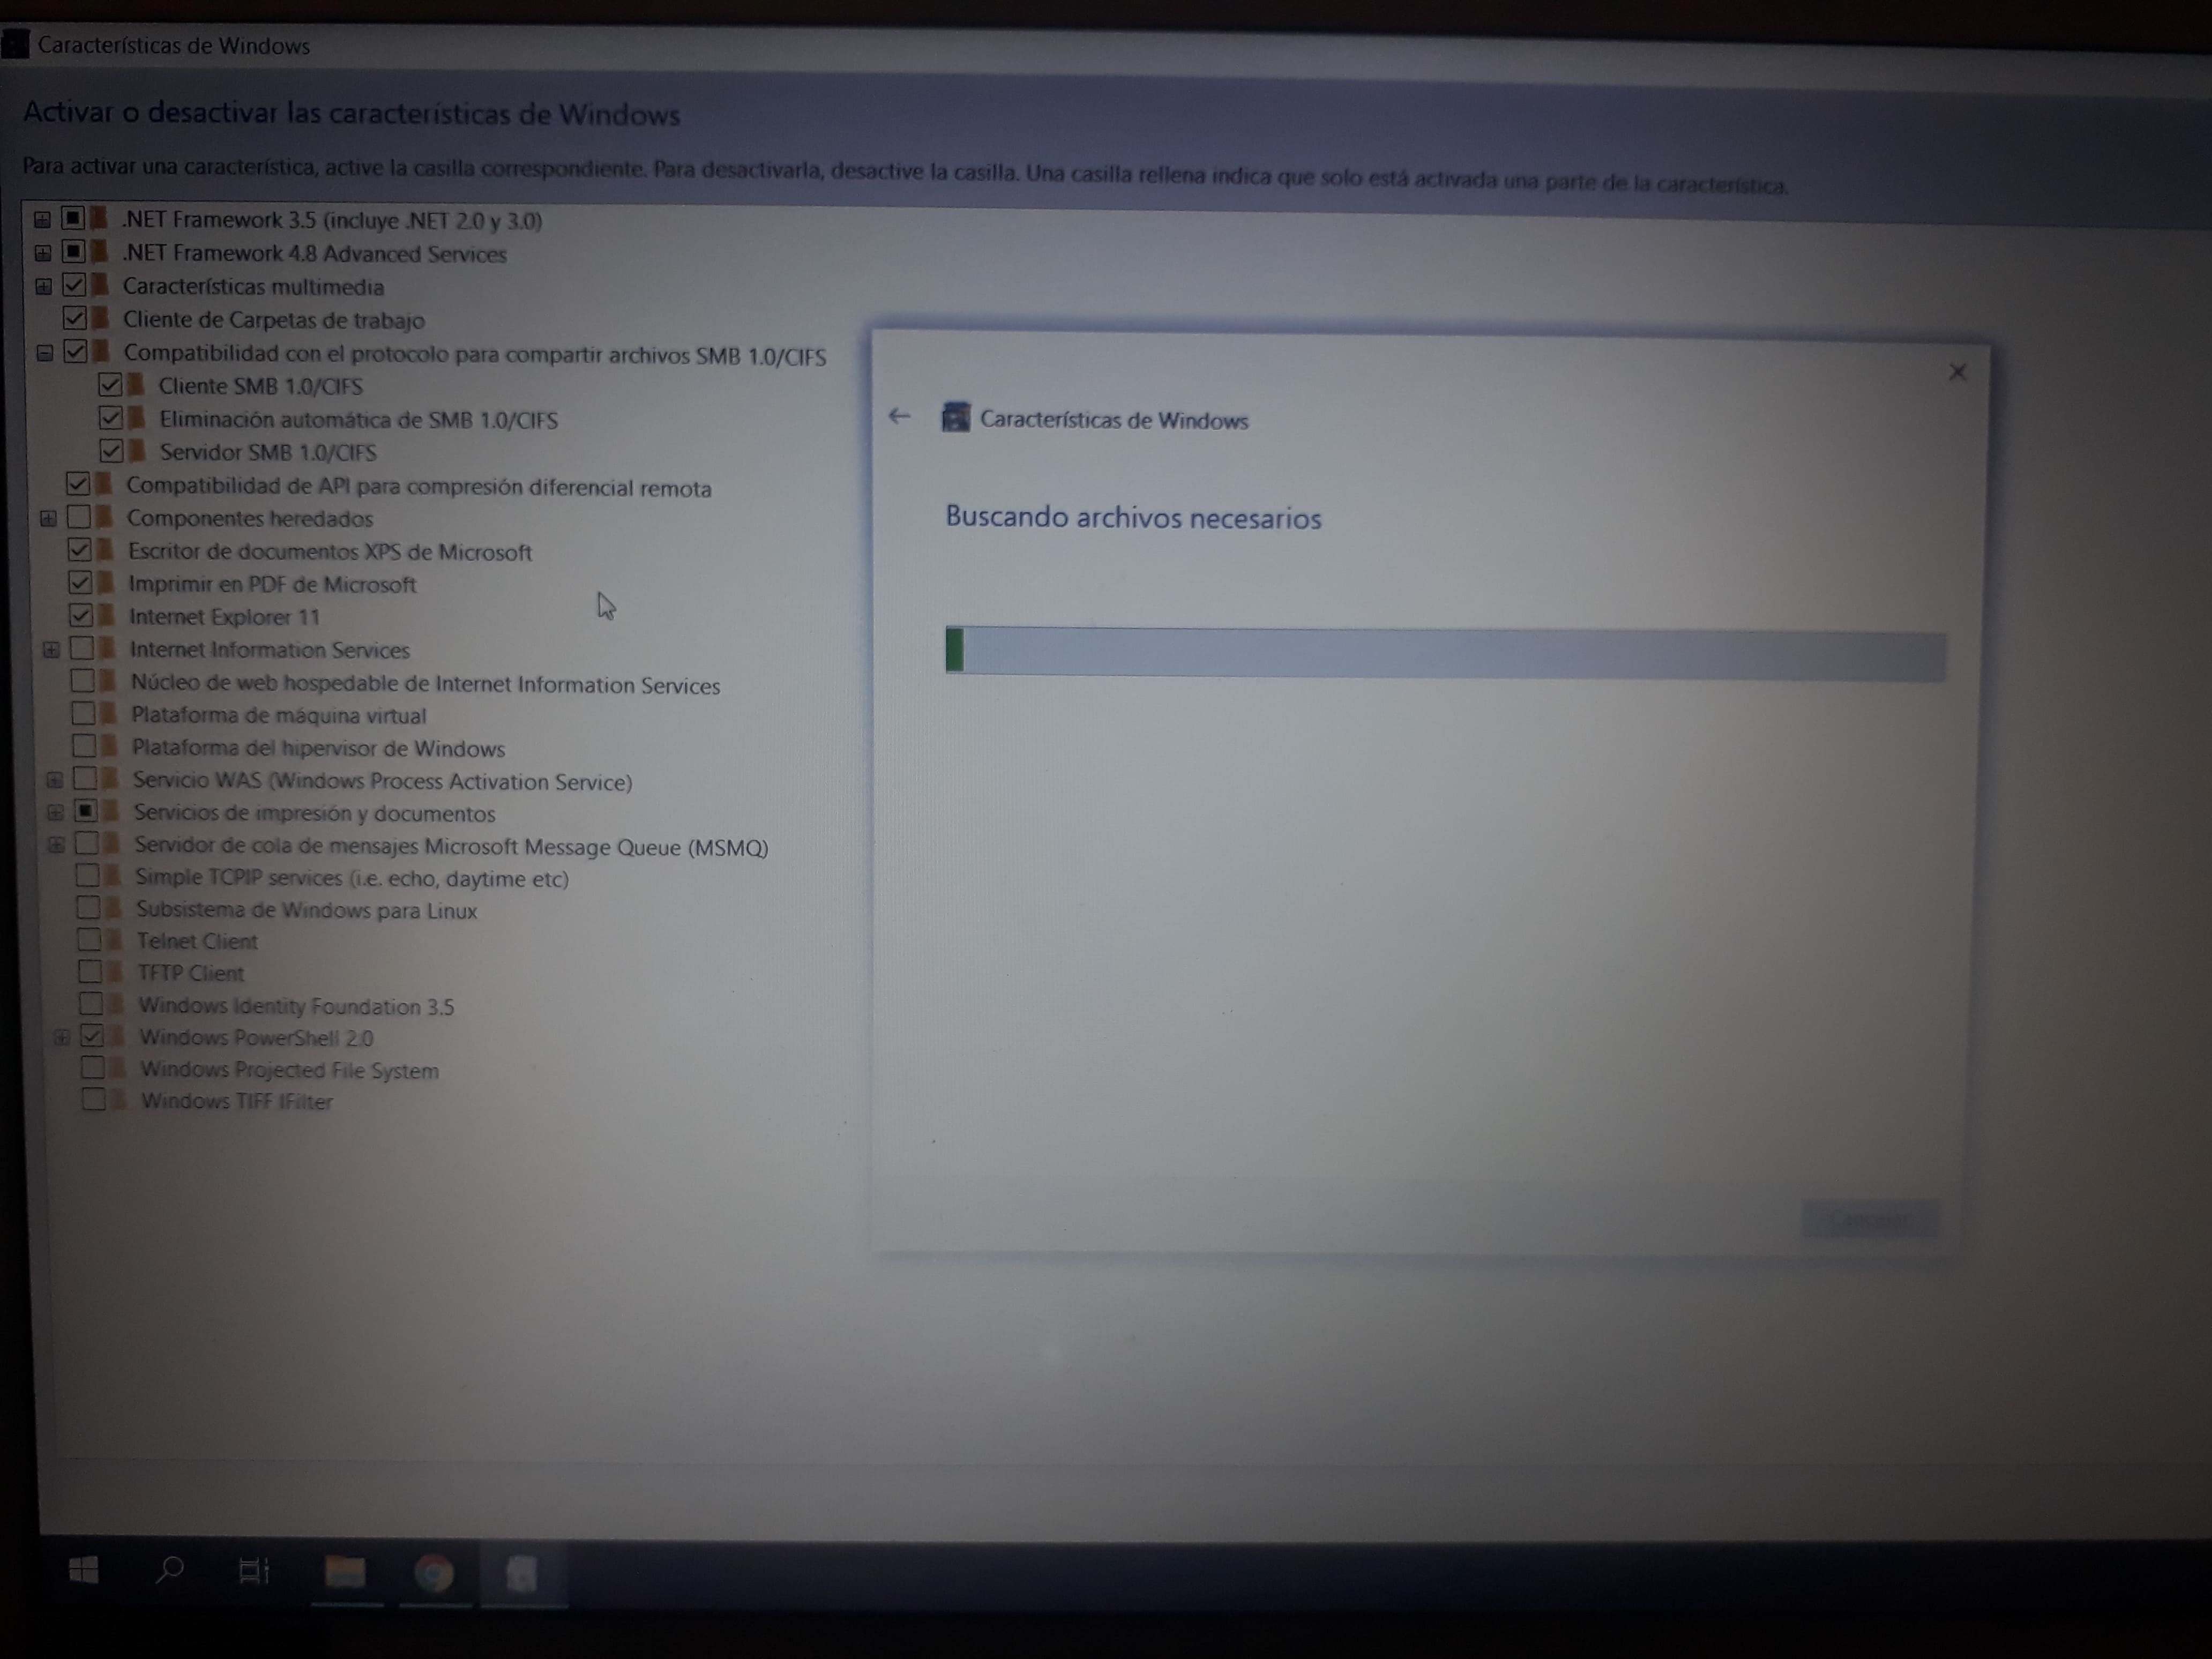 Características de Windows
Activar o desactivar las características de Windows
Para activar una característica, active la casilla correspondiente. Para desactivarla, desactive la casilla. Una casilla rellena indica que solo está activada una parte de la característica.
.NET Framework 3.5 (incluye .NET 2.0 y 3.0)
.NET Framework 4.8 Advanced Services
Características multimedia
Cliente de Carpetas de trabajo
Compatibilidad con el protocolo para compartir archivos SMB 1.0/CIFS
Cliente SMB 1.0/CIFS
Eliminación automática de SMB 1.0/CIFS
Servidor SMB 1.0/CIFS
Compatibilidad de API para compresión diferencial remota
Componentes heredados
Escritor de documentos XPS de Microsoft
Imprimir en PDF de Microsoft
Internet Explorer 11
Internet Information Services
Núcleo de web hospedable de Internet Information Services
Plataforma de máquina virtual
Plataforma del hipervisor de Windows
Servicio WAS (Windows Process Activation Service)
Servicios de impresión y documentos
Servidor de cola de mensajes Microsoft Message Queue (MSMQ)
Simple TCPIP services (i.e. echo, daytime etc)
Subsistema de Windows para Linux
Telnet Client
TFTP Client
Windows Identity Foundation 3.5
Windows PowerShell 2.0
Windows Projected File System
Windows TIFF IFilter
Características de Windows
Buscando archivos necesarios
Cancelar